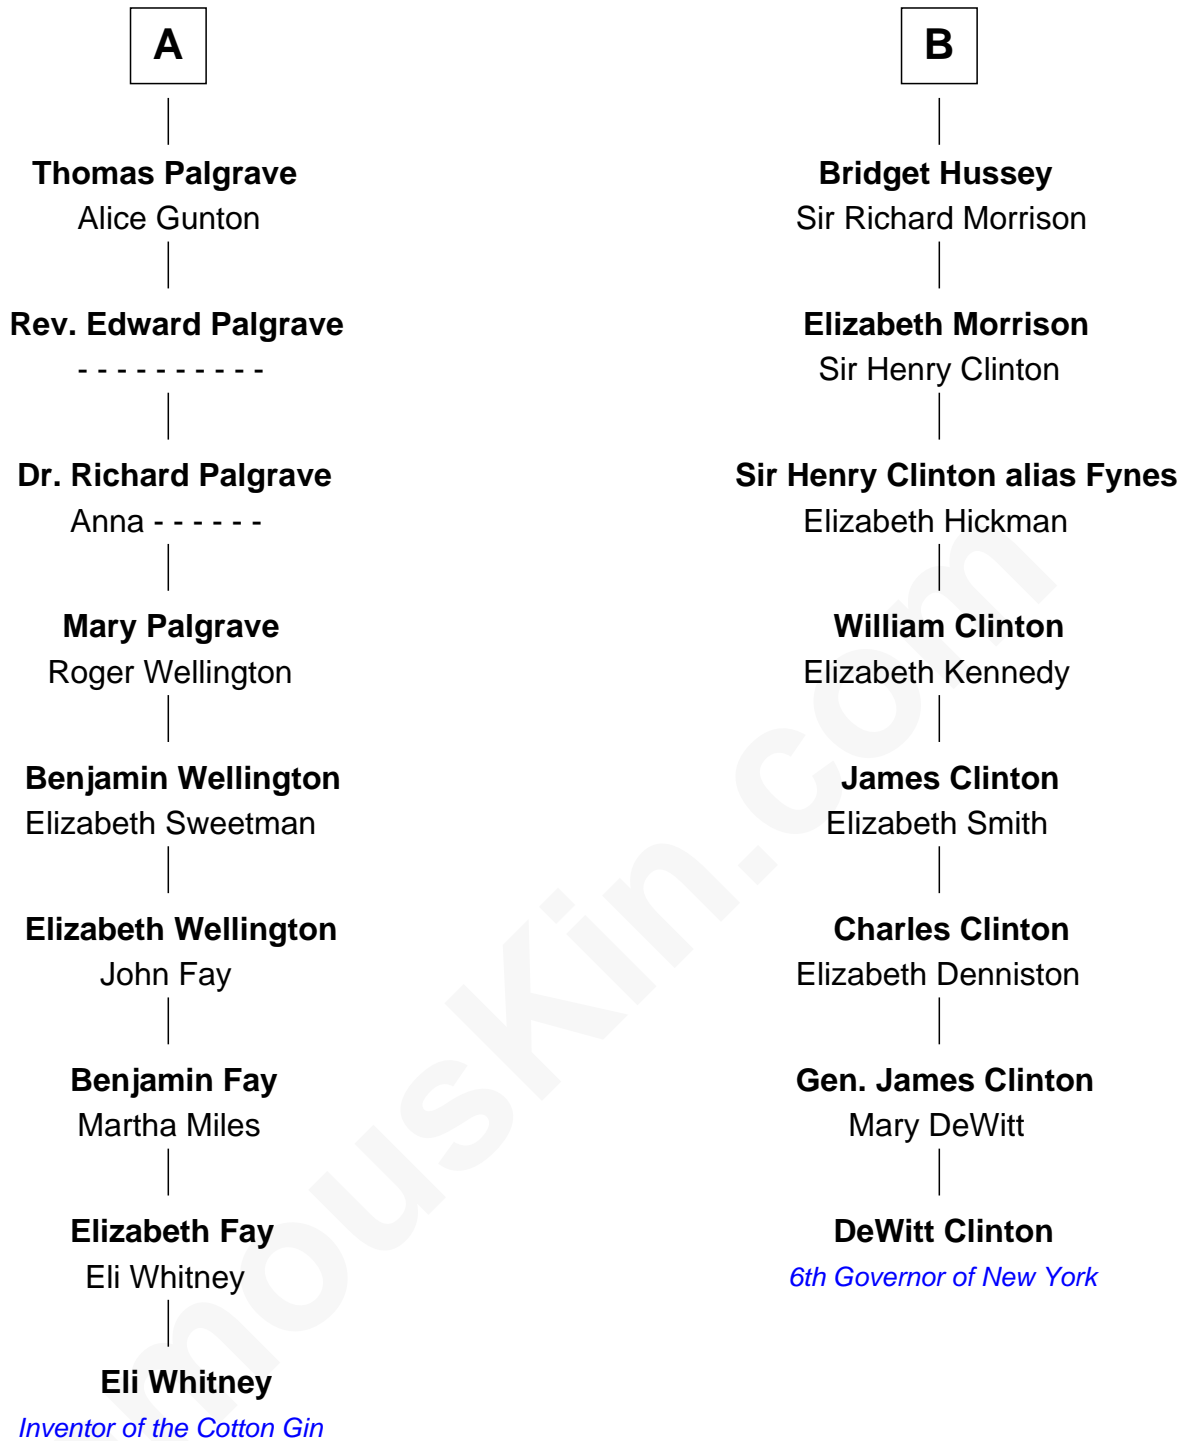 A
Thomas Palgrave
Alice Gunton
Rev. Edward Palgrave
- - - - - - - - - -
Dr. Richard Palgrave
Anna - - - - - -
Mary Palgrave
Roger Wellington
Benjamin Wellington
Elizabeth Sweetman
Elizabeth Wellington
John Fay
Benjamin Fay
Martha Miles
Elizabeth Fay
Eli Whitney
Eli Whitney
Inventor of the Cotton Gin
B
Bridget Hussey
Sir Richard Morrison
Elizabeth Morrison
Sir Henry Clinton
Sir Henry Clinton alias Fynes
Elizabeth Hickman
William Clinton
Elizabeth Kennedy
James Clinton
Elizabeth Smith
Charles Clinton
Elizabeth Denniston
Gen. James Clinton
Mary DeWitt
DeWitt Clinton
6th Governor of New York
mousKin.com